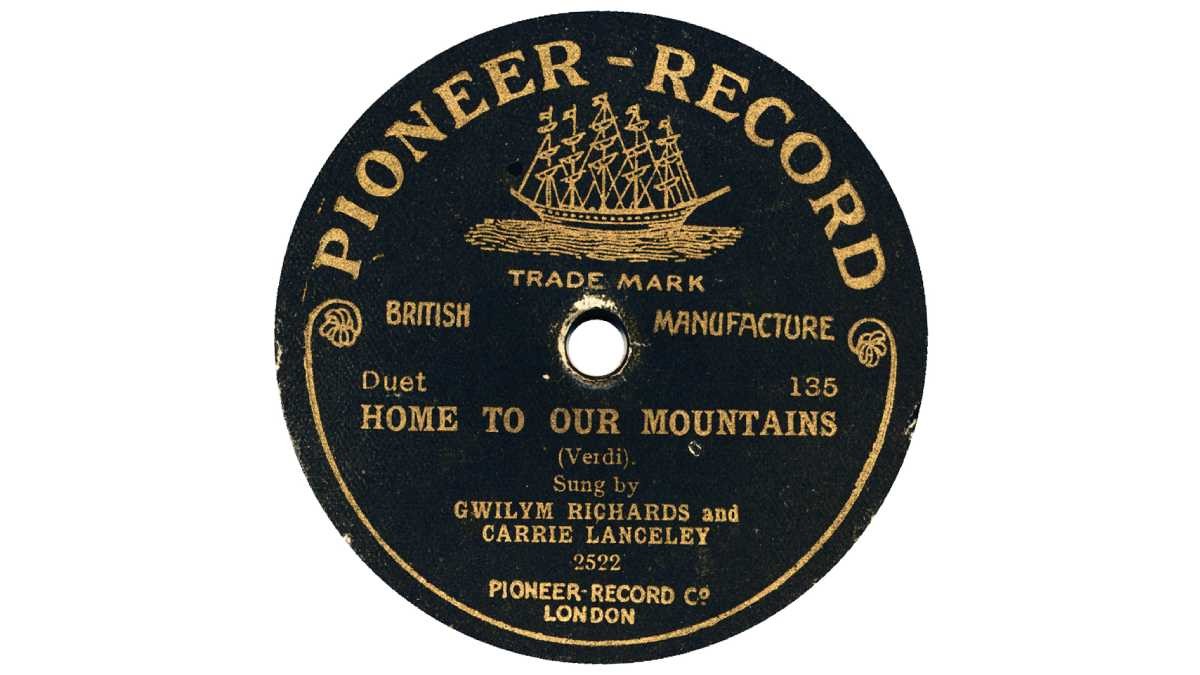 PIONEER-RECORD
TRADE MARK
BRITISH MANUFACTURE
Duet 135
HOME TO OUR MOUNTAINS
(Verdi).
Sung by
GWILYM RICHARDS and
CARRIE LANCELEY
2522
PIONEER-RECORD Co
LONDON